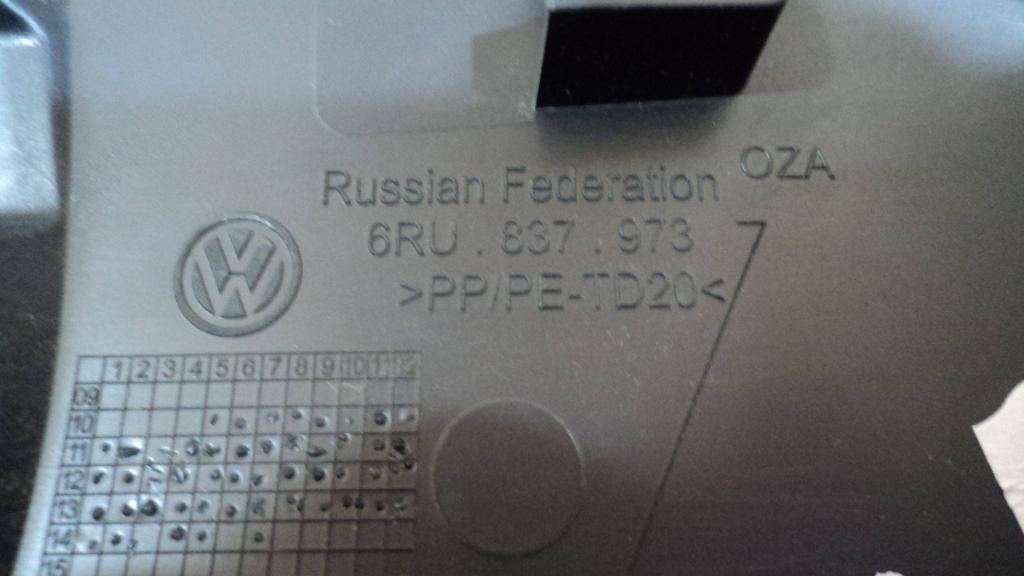 OZA
Russian Federation
6RU . 837 . 973
>PP/PE-TD20<
VW
1 2 3 4 5 6 7 8 9 10 11 12
09
10
11
12
13
14
15